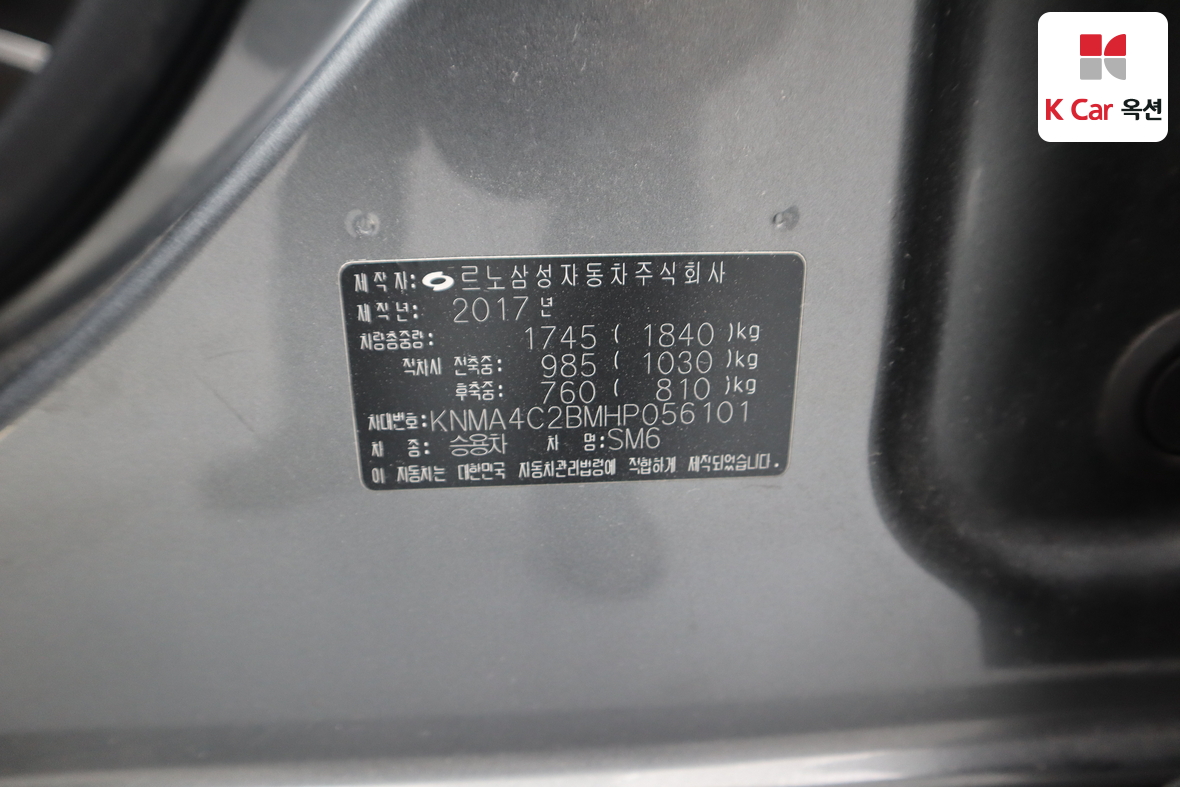 K Car 옥션
제작자: 르노삼성자동차주식회사
제작년: 2017년
차량총중량: 1745 ( 1840 )kg
적차시 전축중: 985 ( 1030 )kg
후축중: 760 ( 810 )kg
차대번호: KNMA4C2BMHP056101
차 종: 승용차 차 명: SM6
이 자동차는 대한민국 자동차관리법령에 적합하게 제작되었습니다.